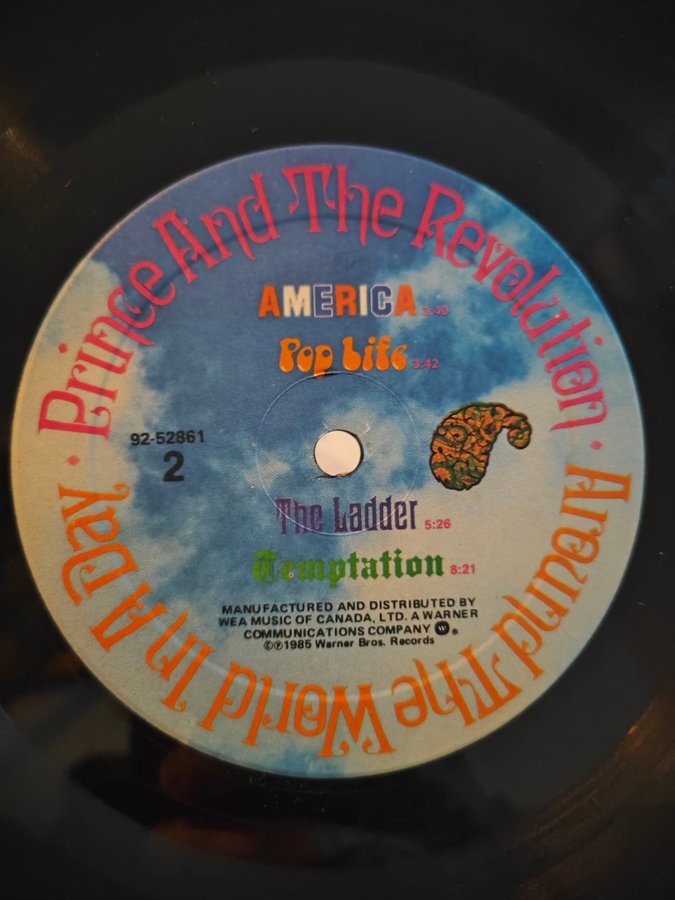 Prince And The Revolution · Around The World In A Day ·
AMERICA 3:40
Pop Life 3:42
92-52861
2
The Ladder 5:26
Temptation 8:21
MANUFACTURED AND DISTRIBUTED BY
WEA MUSIC OF CANADA, LTD. A WARNER
COMMUNICATIONS COMPANY W ®.
©℗1985 Warner Bros. Records